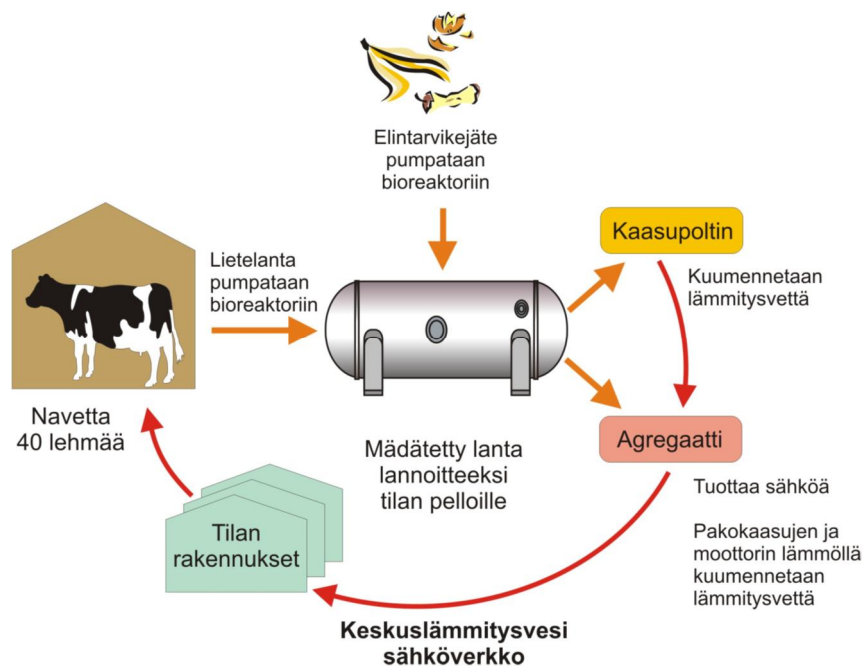 Elintarvikejäte
pumpataan
bioreaktoriin
Lietelanta
pumpataan
bioreaktoriin
Kaasupoltin
Kuumennetaan
lämmitysvettä
Navetta
40 lehmää
Mädätetty lanta
lannoitteeksi
tilan pelloille
Agregaatti
Tuottaa sähköä
Pakokaasujen ja
moottorin lämmöllä
kuumennetaan
lämmitysvettä
Tilan
rakennukset
Keskuslämmitysvesi
sähköverkko